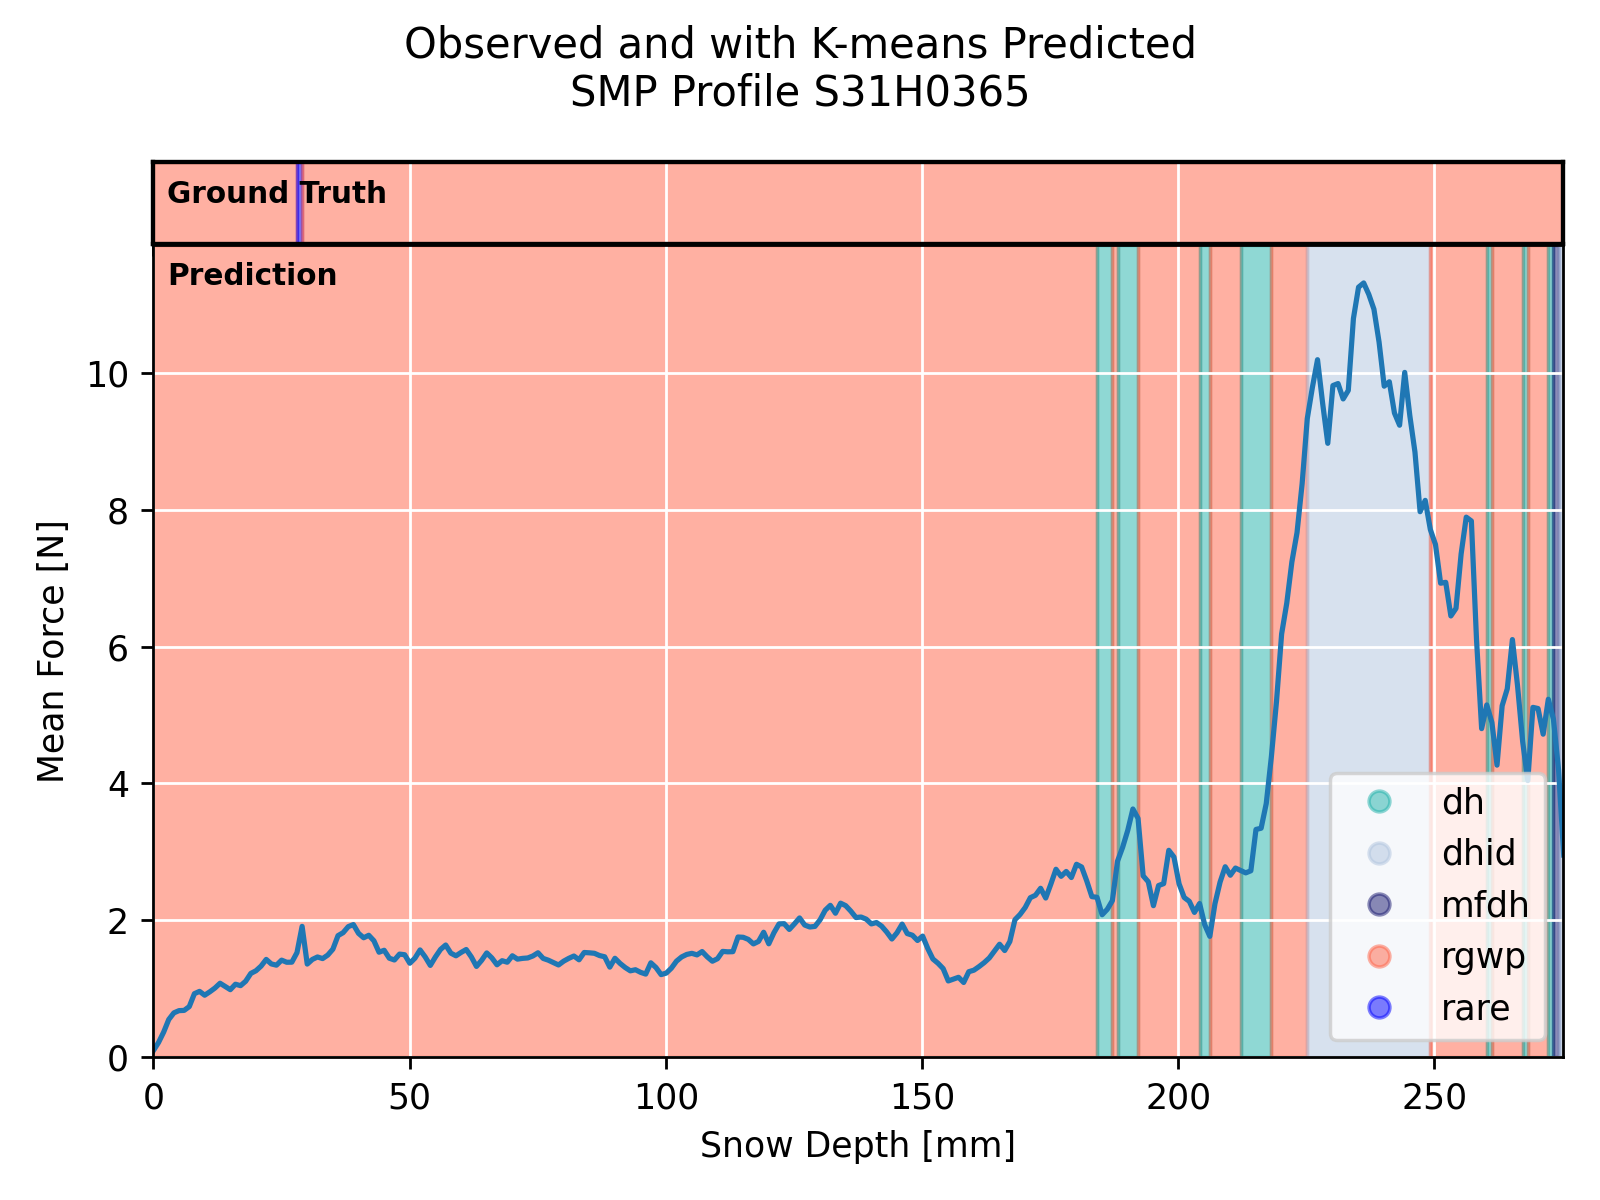 Observed and with K-means Predicted
SMP Profile S31H0365
Ground Truth
Prediction
10
8
6
4
2
0
Mean Force [N]
dh
dhid
mfdh
rgwp
rare
0 50 100 150 200 250
Snow Depth [mm]